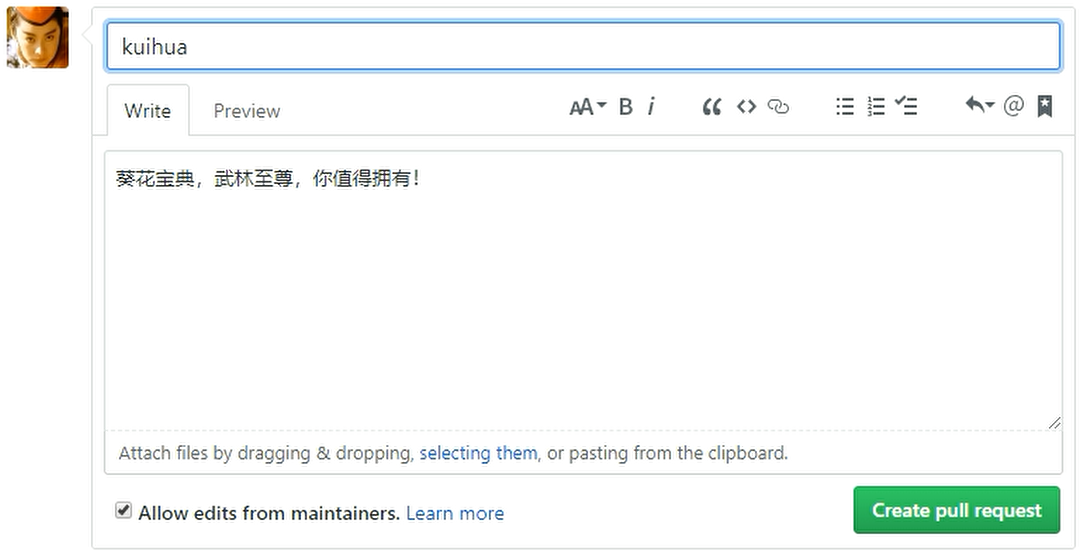 kuihua
Write Preview AA B i @
葵花宝典，武林至尊，你值得拥有！
Attach files by dragging & dropping, selecting them, or pasting from the clipboard.
Allow edits from maintainers. Learn more Create pull request